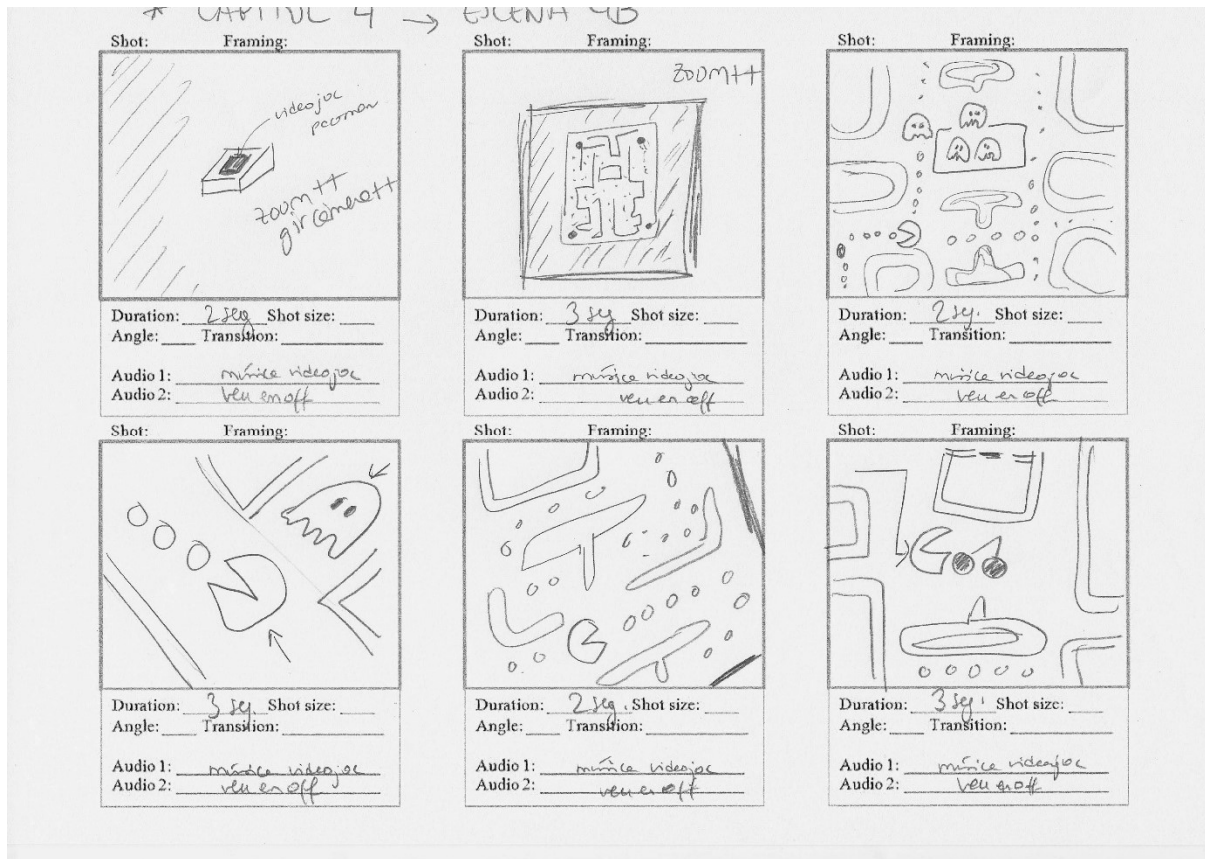 * CAPITUL 4 → ESCENA 4B
Shot: Framing:
videojoc
pacman
zoom ++
gir camera ++
Duration: 2 seg Shot size:
Angle: Transition:
Audio 1: música videojoc
Audio 2: veu en off
Shot: Framing:
zoom ++
Duration: 3 seg Shot size:
Angle: Transition:
Audio 1: música videojoc
Audio 2: veu en off
Shot: Framing:
Duration: 2 seg. Shot size:
Angle: Transition:
Audio 1: música videojoc
Audio 2: veu en off
Shot: Framing:
Duration: 3 seg. Shot size:
Angle: Transition:
Audio 1: música videojoc
Audio 2: veu en off
Shot: Framing:
Duration: 2 seg. Shot size:
Angle: Transition:
Audio 1: música videojoc
Audio 2: veu en off
Shot: Framing:
Duration: 3 seg. Shot size:
Angle: Transition:
Audio 1: música videojoc
Audio 2: veu en off